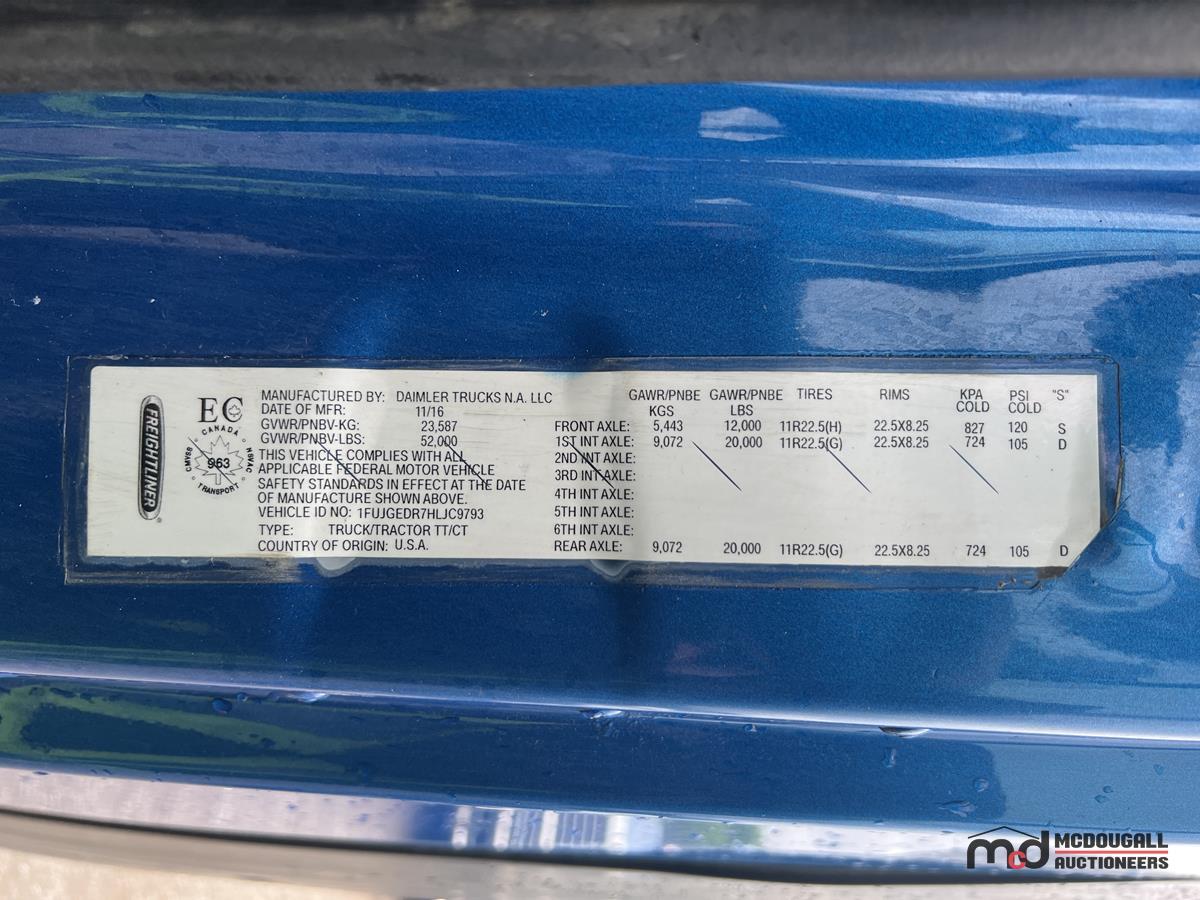 FREIGHTLINER
EC
CANADA
CMVSS 963 NSVAC
TRANSPORT
MANUFACTURED BY: DAIMLER TRUCKS N.A. LLC
DATE OF MFR: 11/16
GVWR/PNBV-KG: 23,587
GVWR/PNBV-LBS: 52,000
THIS VEHICLE COMPLIES WITH ALL
APPLICABLE FEDERAL MOTOR VEHICLE
SAFETY STANDARDS IN EFFECT AT THE DATE
OF MANUFACTURE SHOWN ABOVE.
VEHICLE ID NO: 1FUJGEDR7HLJC9793
TYPE: TRUCK/TRACTOR TT/CT
COUNTRY OF ORIGIN: U.S.A.
GAWR/PNBE GAWR/PNBE TIRES RIMS KPA PSI "S"
KGS LBS COLD COLD
FRONT AXLE: 5,443 12,000 11R22.5(H) 22.5X8.25 827 120 S
1ST INT AXLE: 9,072 20,000 11R22.5(G) 22.5X8.25 724 105 D
2ND INT AXLE:
3RD INT AXLE:
4TH INT AXLE:
5TH INT AXLE:
6TH INT AXLE:
REAR AXLE: 9,072 20,000 11R22.5(G) 22.5X8.25 724 105 D
md MCDOUGALL
AUCTIONEERS